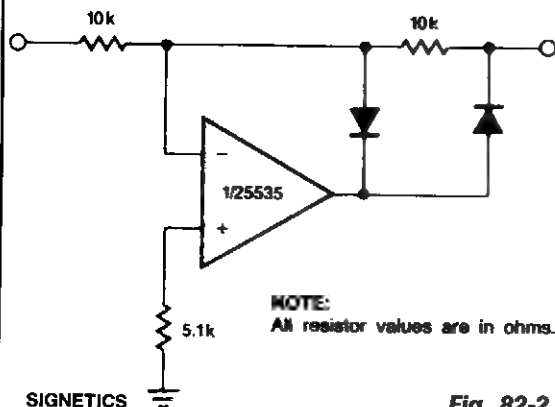 10k
10k
−
1/25535
+
5.1k
NOTE:
All resistor values are in ohms.
SIGNETICS
Fig. 82-2